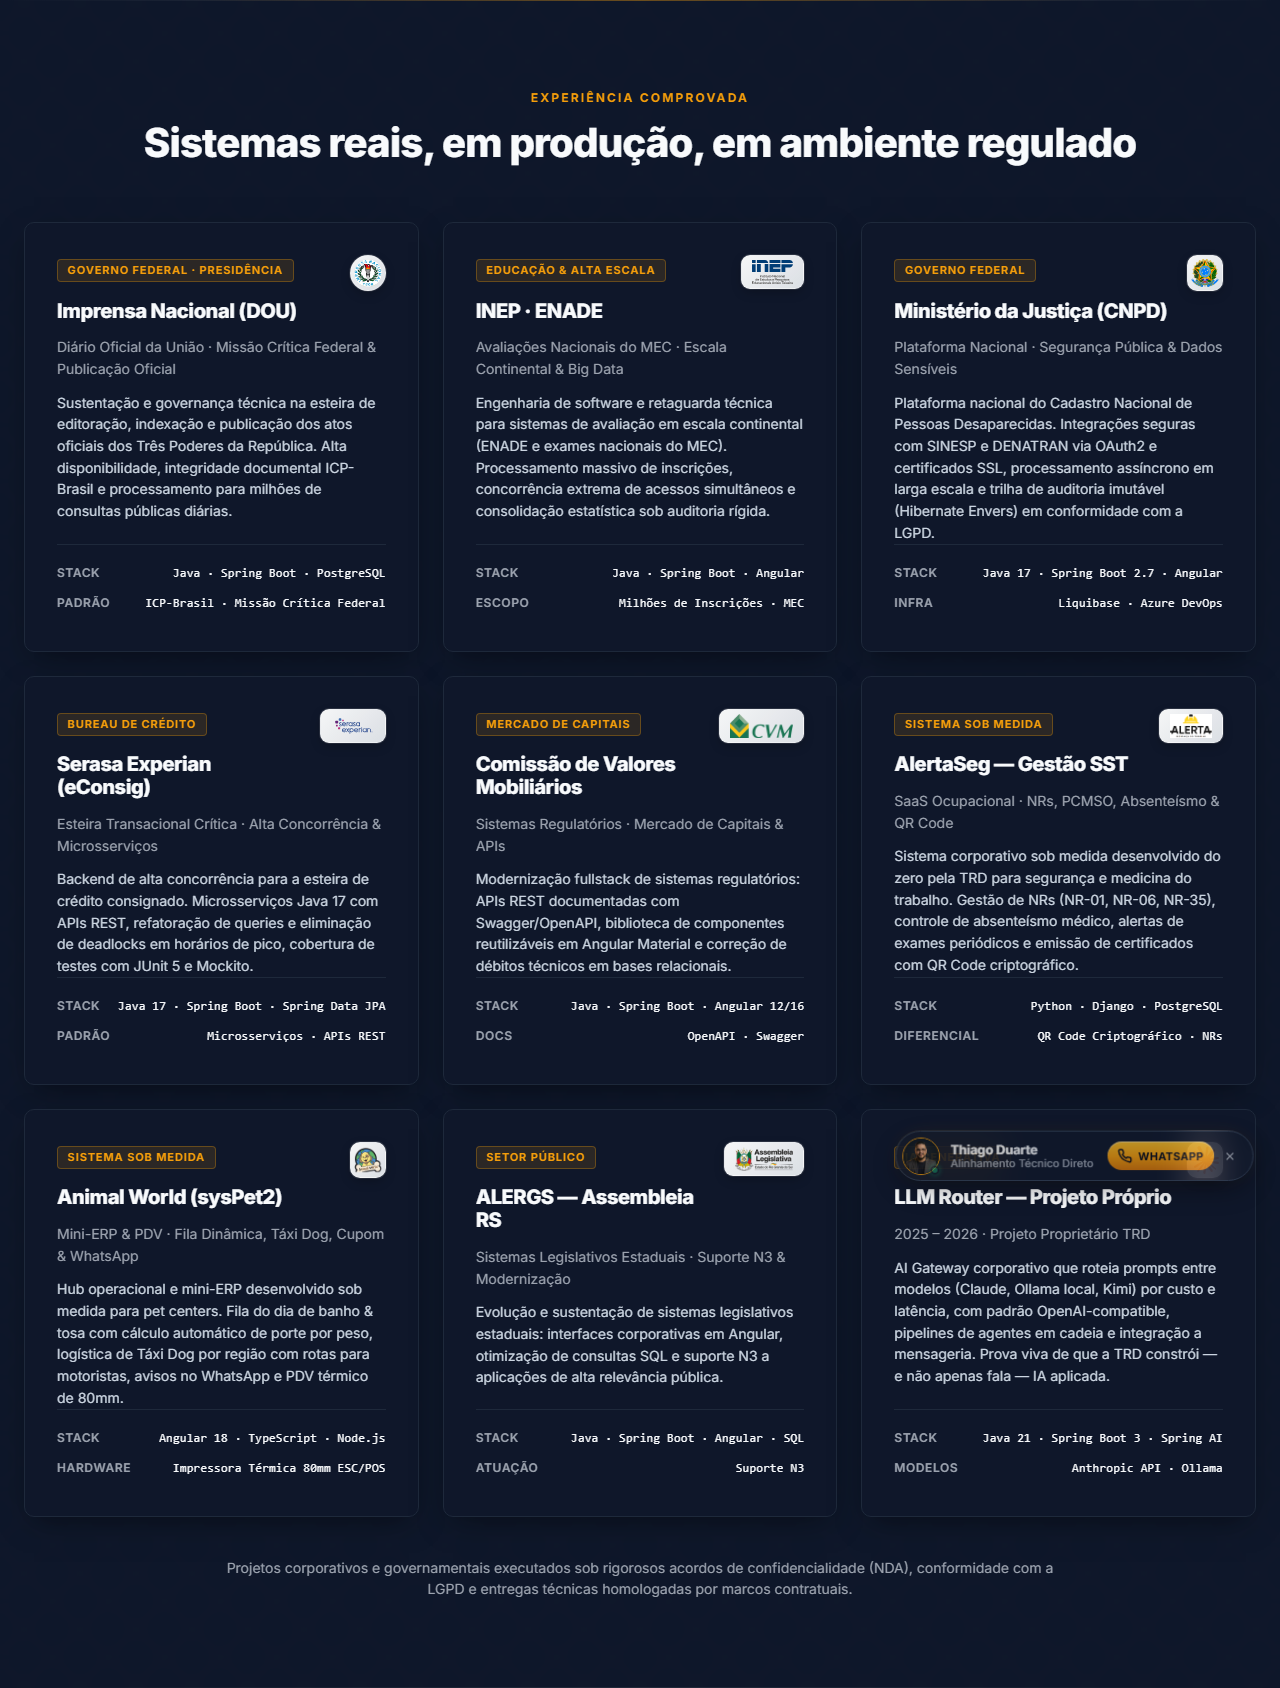 EXPERIÊNCIA COMPROVADA
Sistemas reais, em produção, em ambiente regulado
GOVERNO FEDERAL · PRESIDÊNCIA
Imprensa Nacional (DOU)
Diário Oficial da União · Missão Crítica Federal &
Publicação Oficial
Sustentação e governança técnica na esteira de
editoração, indexação e publicação dos atos
oficiais dos Três Poderes da República. Alta
disponibilidade, integridade documental ICP-
Brasil e processamento para milhões de
consultas públicas diárias.
STACK Java · Spring Boot · PostgreSQL
PADRÃO ICP-Brasil · Missão Crítica Federal
EDUCAÇÃO & ALTA ESCALA
inep
INEP · ENADE
Avaliações Nacionais do MEC · Escala
Continental & Big Data
Engenharia de software e retaguarda técnica
para sistemas de avaliação em escala continental
(ENADE e exames nacionais do MEC).
Processamento massivo de inscrições,
concorrência extrema de acessos simultâneos e
consolidação estatística sob auditoria rígida.
STACK Java · Spring Boot · Angular
ESCOPO Milhões de Inscrições · MEC
GOVERNO FEDERAL
Ministério da Justiça (CNPD)
Plataforma Nacional · Segurança Pública & Dados
Sensíveis
Plataforma nacional do Cadastro Nacional de
Pessoas Desaparecidas. Integrações seguras
com SINESP e DENATRAN via OAuth2 e
certificados SSL, processamento assíncrono em
larga escala e trilha de auditoria imutável
(Hibernate Envers) em conformidade com a
LGPD.
STACK Java 17 · Spring Boot 2.7 · Angular
INFRA Liquibase · Azure DevOps
BUREAU DE CRÉDITO
serasa
experian
Serasa Experian
(eConsig)
Esteira Transacional Crítica · Alta Concorrência &
Microsserviços
Backend de alta concorrência para a esteira de
crédito consignado. Microsserviços Java 17 com
APIs REST, refatoração de queries e eliminação
de deadlocks em horários de pico, cobertura de
testes com JUnit 5 e Mockito.
STACK Java 17 · Spring Boot · Spring Data JPA
PADRÃO Microsserviços · APIs REST
MERCADO DE CAPITAIS
CVM
Comissão de Valores
Mobiliários
Sistemas Regulatórios · Mercado de Capitais &
APIs
Modernização fullstack de sistemas regulatórios:
APIs REST documentadas com
Swagger/OpenAPI, biblioteca de componentes
reutilizáveis em Angular Material e correção de
débitos técnicos em bases relacionais.
STACK Java · Spring Boot · Angular 12/16
DOCS OpenAPI · Swagger
SISTEMA SOB MEDIDA
ALERTA
AlertaSeg — Gestão SST
SaaS Ocupacional · NRs, PCMSO, Absenteísmo &
QR Code
Sistema corporativo sob medida desenvolvido do
zero pela TRD para segurança e medicina do
trabalho. Gestão de NRs (NR-01, NR-06, NR-35),
controle de absenteísmo médico, alertas de
exames periódicos e emissão de certificados
com QR Code criptográfico.
STACK Python · Django · PostgreSQL
DIFERENCIAL QR Code Criptográfico · NRs
SISTEMA SOB MEDIDA
Animal World (sysPet2)
Mini-ERP & PDV · Fila Dinâmica, Táxi Dog, Cupom
& WhatsApp
Hub operacional e mini-ERP desenvolvido sob
medida para pet centers. Fila do dia de banho &
tosa com cálculo automático de porte por peso,
logística de Táxi Dog por região com rotas para
motoristas, avisos no WhatsApp e PDV térmico
de 80mm.
STACK Angular 18 · TypeScript · Node.js
HARDWARE Impressora Térmica 80mm ESC/POS
SETOR PÚBLICO
Assembleia
Legislativa
ALERGS — Assembleia
RS
Sistemas Legislativos Estaduais · Suporte N3 &
Modernização
Evolução e sustentação de sistemas legislativos
estaduais: interfaces corporativas em Angular,
otimização de consultas SQL e suporte N3 a
aplicações de alta relevância pública.
STACK Java · Spring Boot · Angular · SQL
ATUAÇÃO Suporte N3
Thiago Duarte
Alinhamento Técnico Direto
WHATSAPP ×
LLM Router — Projeto Próprio
2025 – 2026 · Projeto Proprietário TRD
AI Gateway corporativo que roteia prompts entre
modelos (Claude, Ollama local, Kimi) por custo e
latência, com padrão OpenAI-compatible,
pipelines de agentes em cadeia e integração a
mensageria. Prova viva de que a TRD constrói —
e não apenas fala — IA aplicada.
STACK Java 21 · Spring Boot 3 · Spring AI
MODELOS Anthropic API · Ollama
Projetos corporativos e governamentais executados sob rigorosos acordos de confidencialidade (NDA), conformidade com a
LGPD e entregas técnicas homologadas por marcos contratuais.